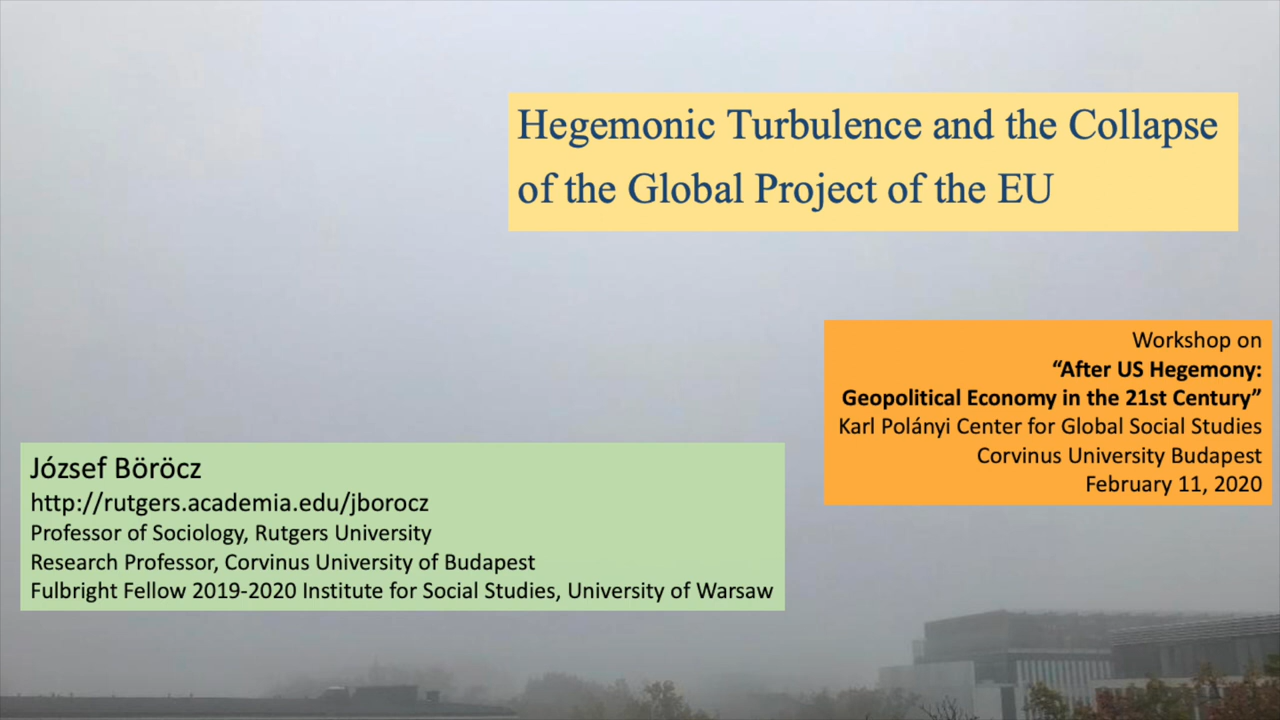 Hegemonic Turbulence and the Collapse
of the Global Project of the EU
Workshop on
“After US Hegemony:
Geopolitical Economy in the 21st Century”
Karl Polányi Center for Global Social Studies
Corvinus University Budapest
February 11, 2020
József Böröcz
http://rutgers.academia.edu/jborocz
Professor of Sociology, Rutgers University
Research Professor, Corvinus University of Budapest
Fulbright Fellow 2019-2020 Institute for Social Studies, University of Warsaw